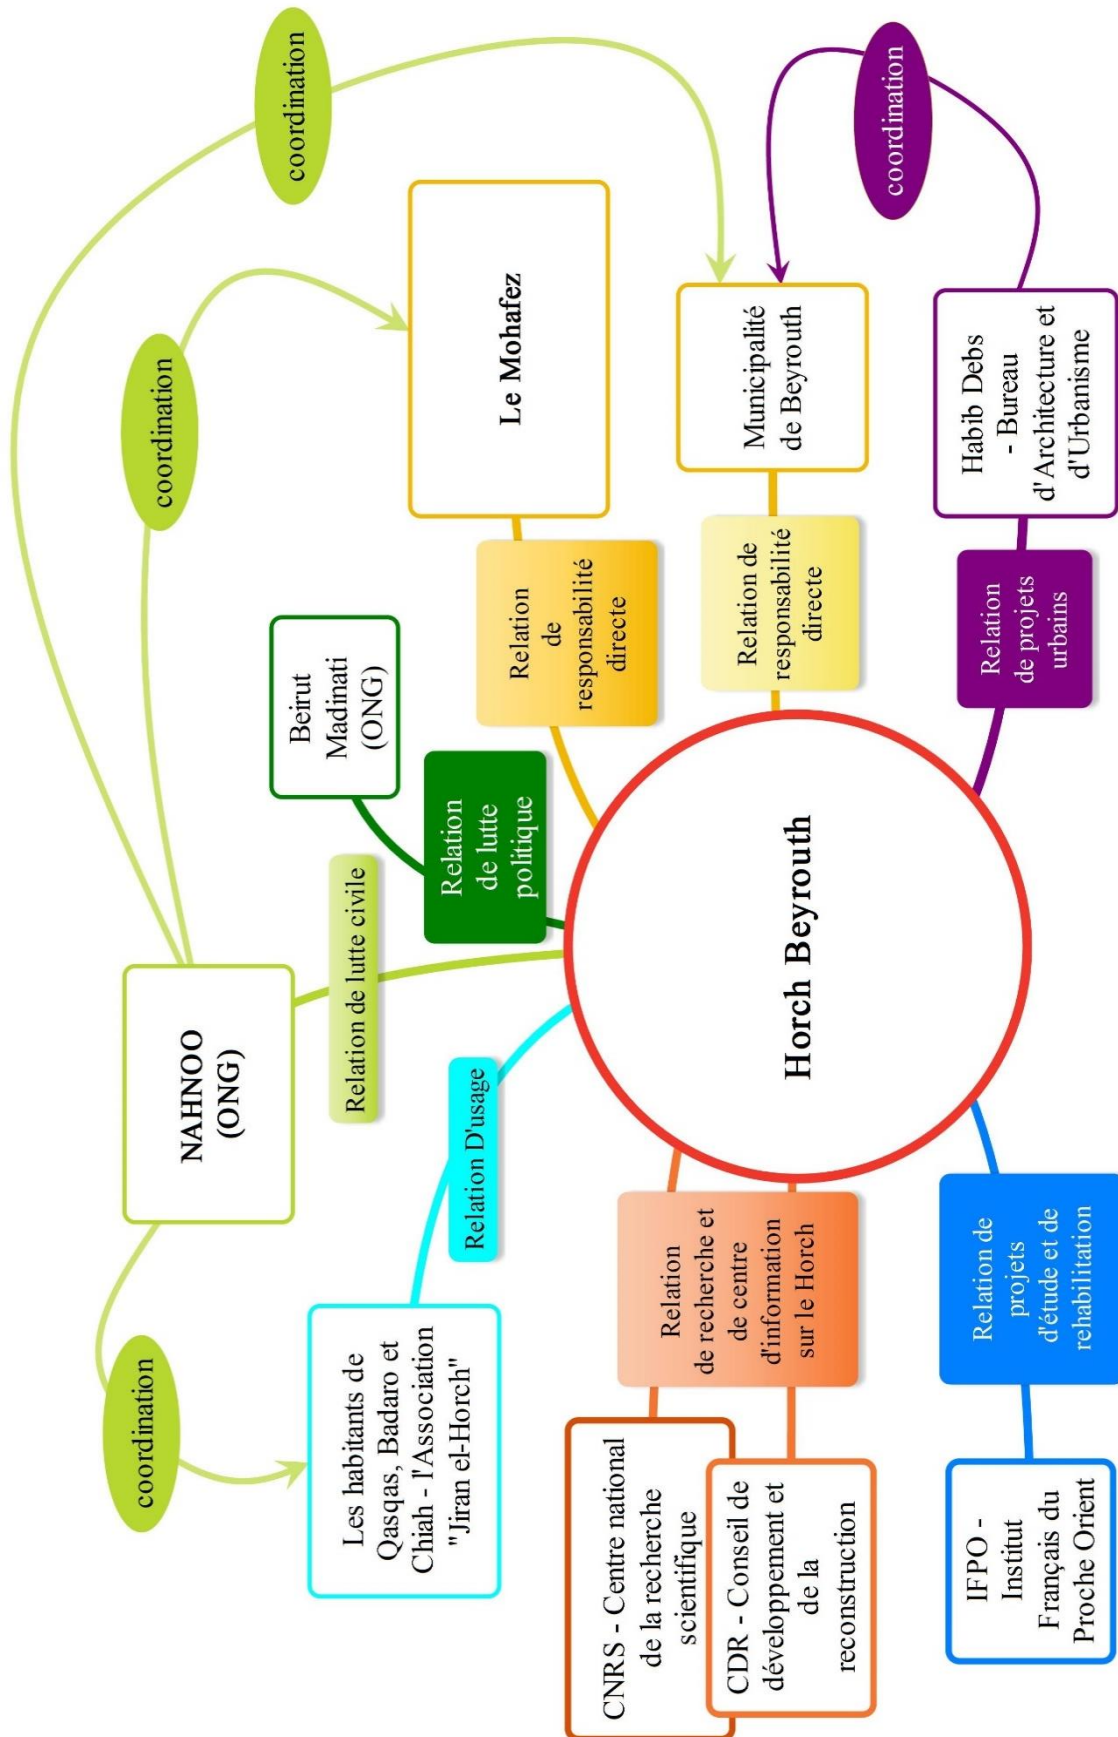 coordination
NAHNOO
(ONG)
coordination
coordination
Les habitants de
Qasqas, Badaro et
Chiah - l'Association
"Jiran el-Horch"
Relation D'usage
Relation de lutte civile
Beirut
Madinati
(ONG)
Relation
de lutte
politique
Le Mohafez
Relation
de
responsabilité
directe
CNRS - Centre national
de la recherche
scientifique
CDR - Conseil de
développement et
de la
reconstruction
Relation
de recherche et
de centre
d'information
sur le Horch
Horch Beyrouth
Relation de
responsabilité
directe
Municipalité
de Beyrouth
IFPO -
Institut
Français du
Proche Orient
Relation de
projets
d'étude et de
rehabilitation
Relation
de projets
urbains
Habib Debs
- Bureau
d'Architecture et
d'Urbanisme
coordination